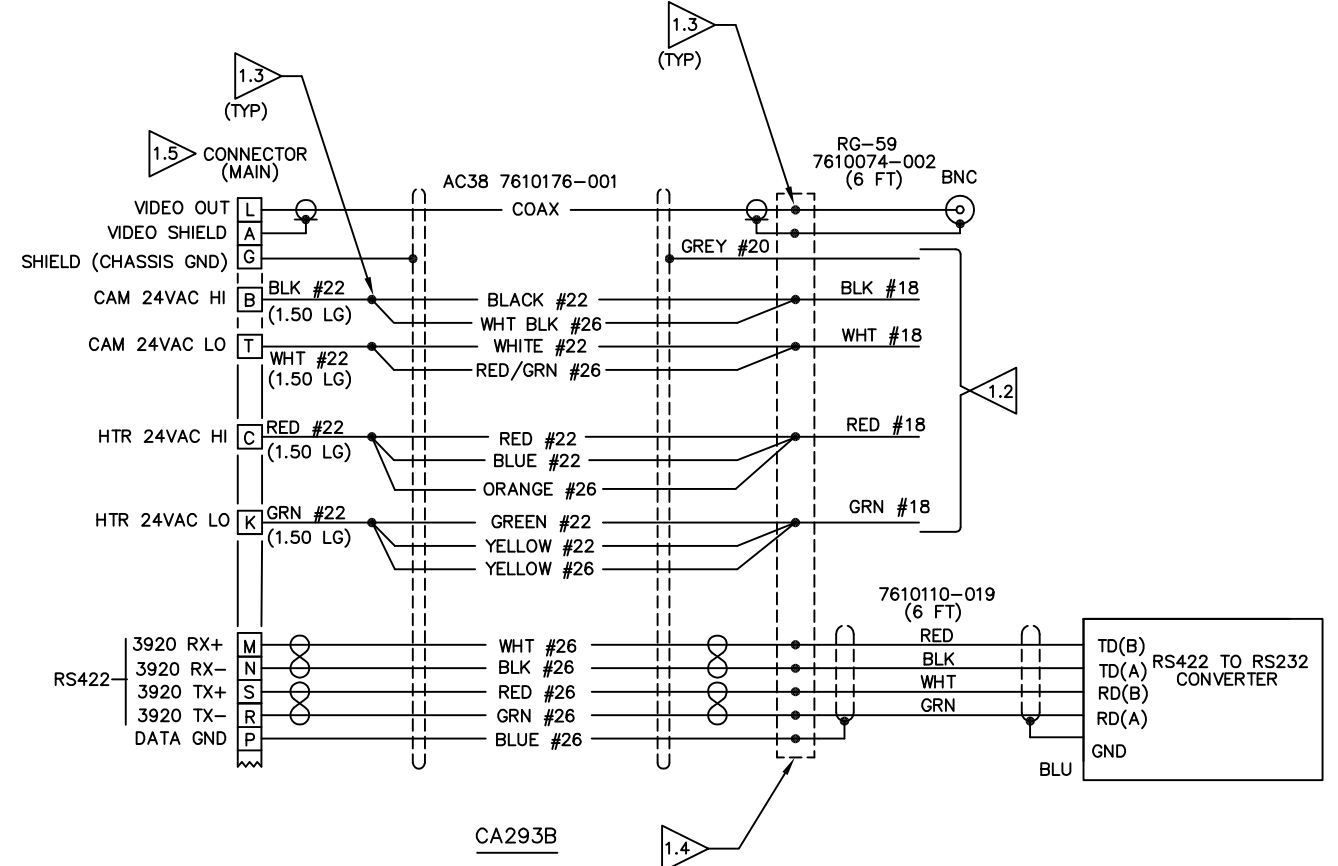 1.3
(TYP)
1.3
(TYP)
1.5
CONNECTOR
(MAIN)
AC38 7610176-001
RG-59
7610074-002
(6 FT)
BNC
VIDEO OUT L
COAX
VIDEO SHIELD A
SHIELD (CHASSIS GND) G
GREY #20
CAM 24VAC HI B BLK #22
(1.50 LG)
BLACK #22
BLK #18
WHT BLK #26
CAM 24VAC LO T
WHT #22
(1.50 LG)
WHITE #22
WHT #18
RED/GRN #26
1.2
HTR 24VAC HI C RED #22
(1.50 LG)
RED #22
RED #18
BLUE #22
ORANGE #26
HTR 24VAC LO K GRN #22
(1.50 LG)
GREEN #22
GRN #18
YELLOW #22
YELLOW #26
7610110-019
(6 FT)
RS422
3920 RX+ M WHT #26 RED TD(B)
3920 RX- N BLK #26 BLK TD(A)
3920 TX+ S RED #26 WHT RD(B)
3920 TX- R GRN #26 GRN RD(A)
DATA GND P BLUE #26
GND
BLU
RS422 TO RS232
CONVERTER
CA293B
1.4